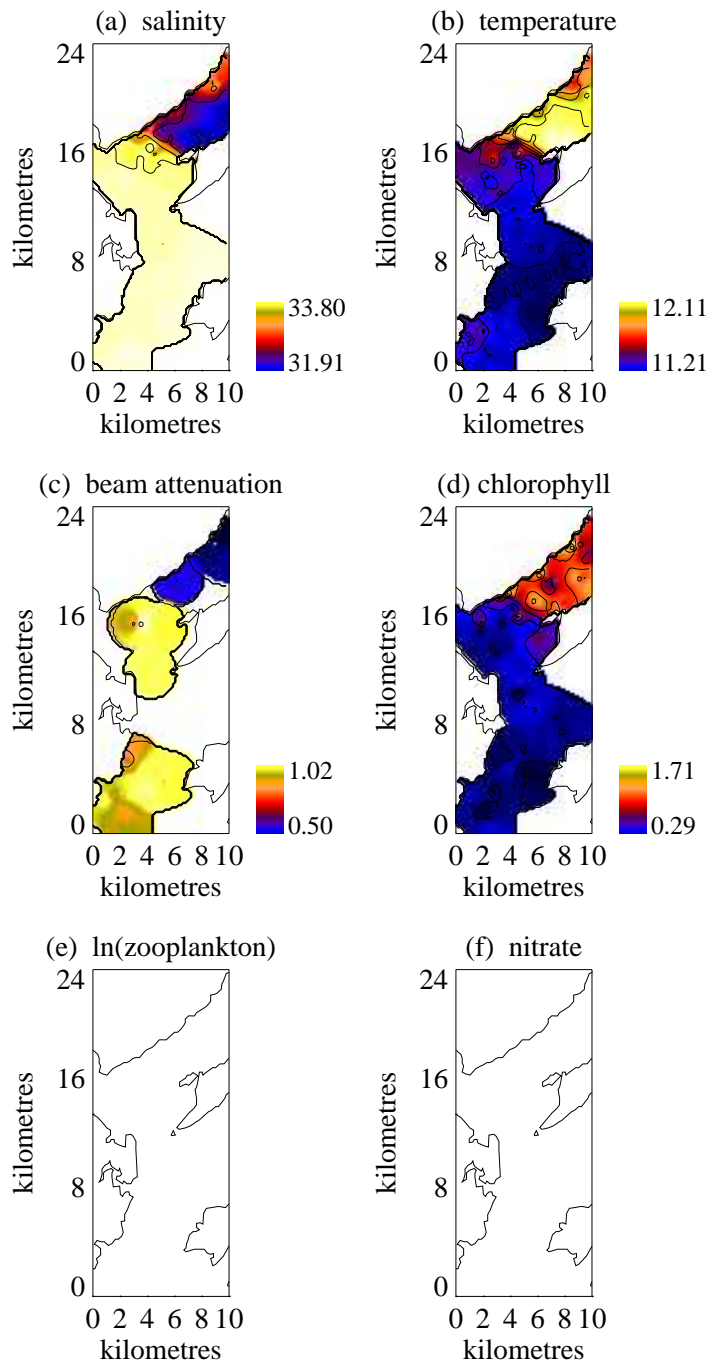 (a) salinity
(b) temperature
24
16
8
0
kilometres
0 2 4 6 8 10
kilometres
33.80
31.91
24
16
8
0
kilometres
0 2 4 6 8 10
kilometres
12.11
11.21
(c) beam attenuation
(d) chlorophyll
24
16
8
0
kilometres
0 2 4 6 8 10
kilometres
1.02
0.50
24
16
8
0
kilometres
0 2 4 6 8 10
kilometres
1.71
0.29
(e) ln(zooplankton)
(f) nitrate
24
16
8
0
kilometres
0 2 4 6 8 10
kilometres
24
16
8
0
kilometres
0 2 4 6 8 10
kilometres